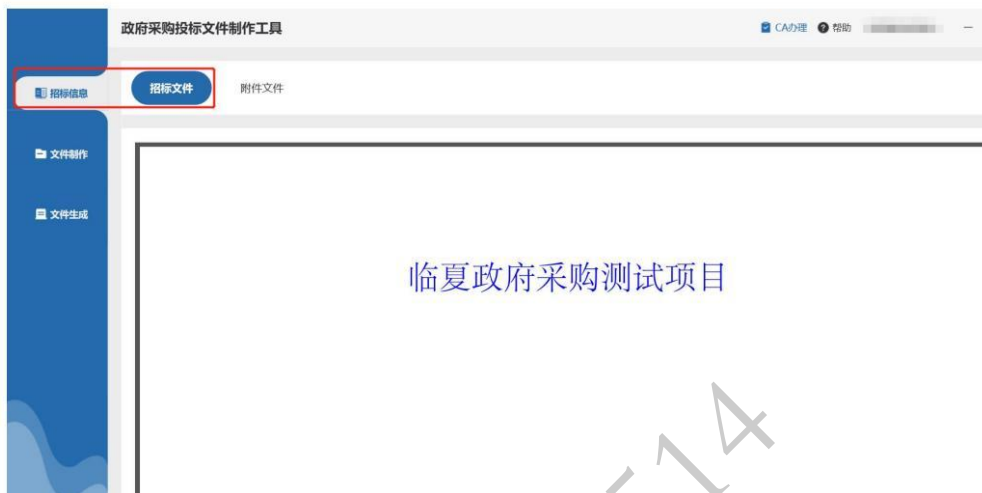 政府采购投标文件制作工具
CA办理 帮助
招标信息
招标文件 附件文件
文件制作
文件生成
临夏政府采购测试项目